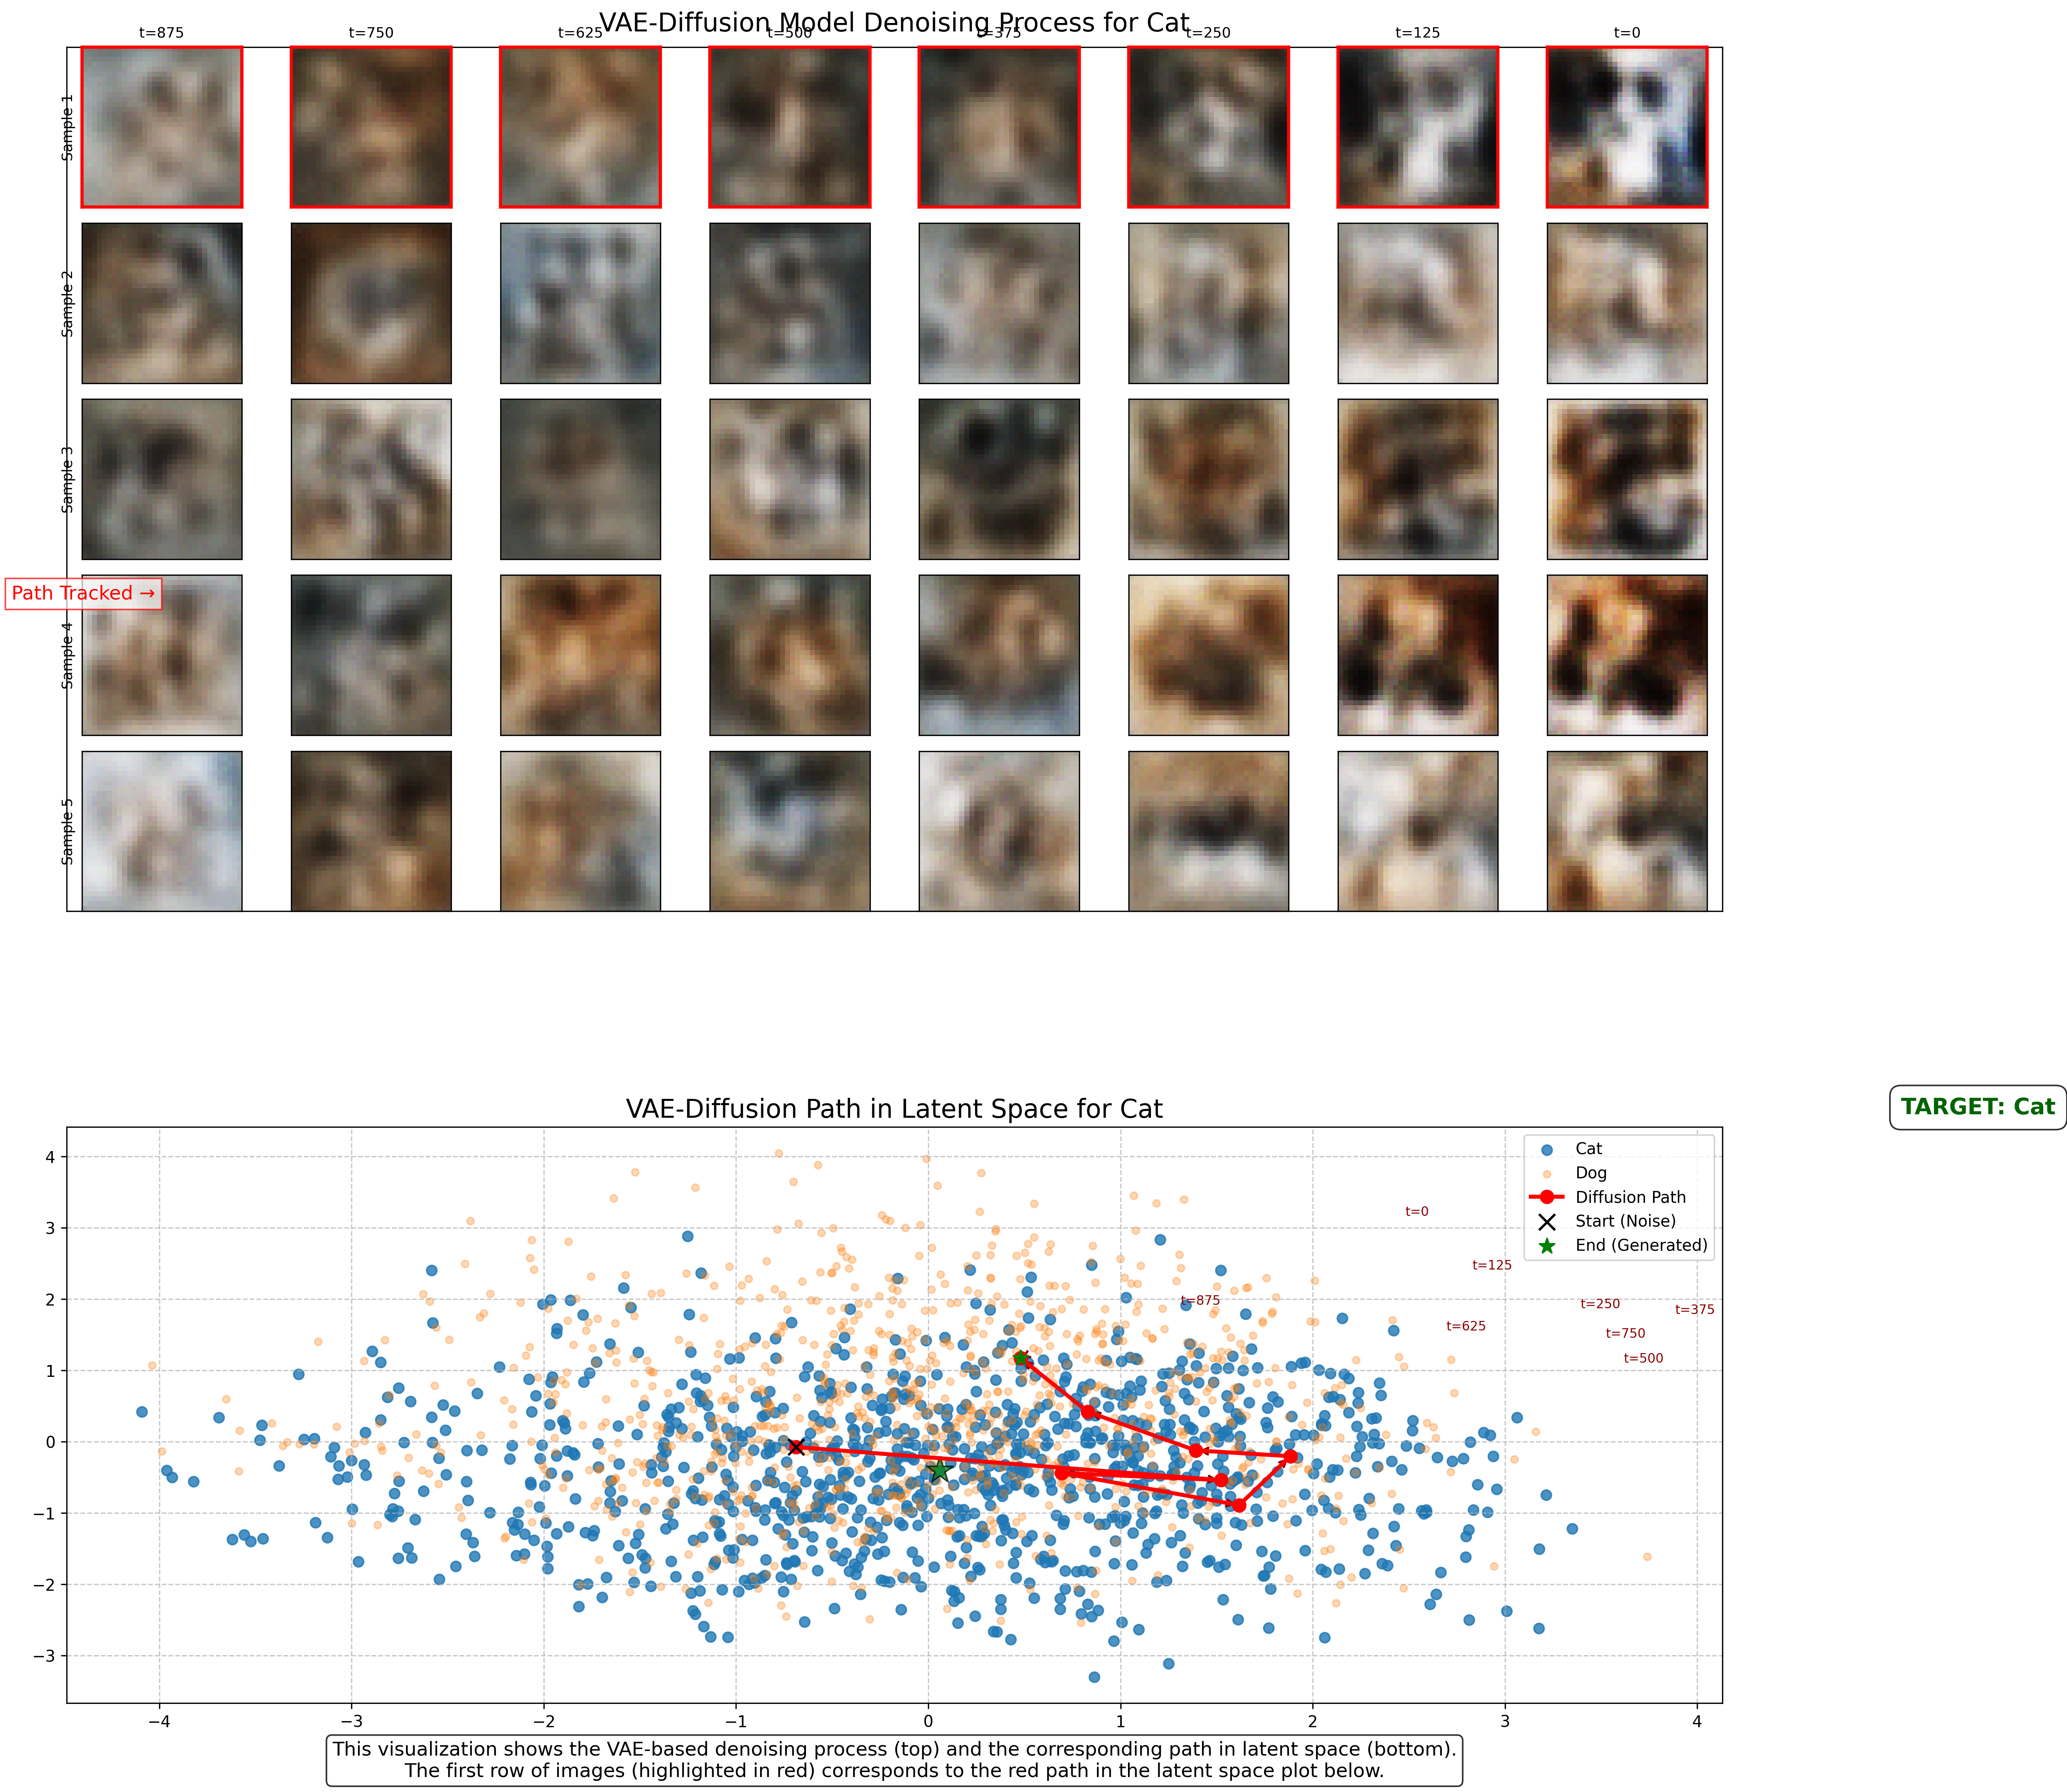 VAE-Diffusion Model Denoising Process for Cat
t=875
t=750
t=625
t=500
t=375
t=250
t=125
t=0
Sample 1
Sample 2
Sample 3
Path Tracked →
Sample 4
Sample 5
TARGET: Cat
VAE-Diffusion Path in Latent Space for Cat
Cat
Dog
Diffusion Path
Start (Noise)
End (Generated)
t=0
t=125
t=875
t=250
t=375
t=625
t=750
t=500
4
3
2
1
0
−1
−2
−3
−4
−3
−2
−1
0
1
2
3
4
This visualization shows the VAE-based denoising process (top) and the corresponding path in latent space (bottom).
The first row of images (highlighted in red) corresponds to the red path in the latent space plot below.